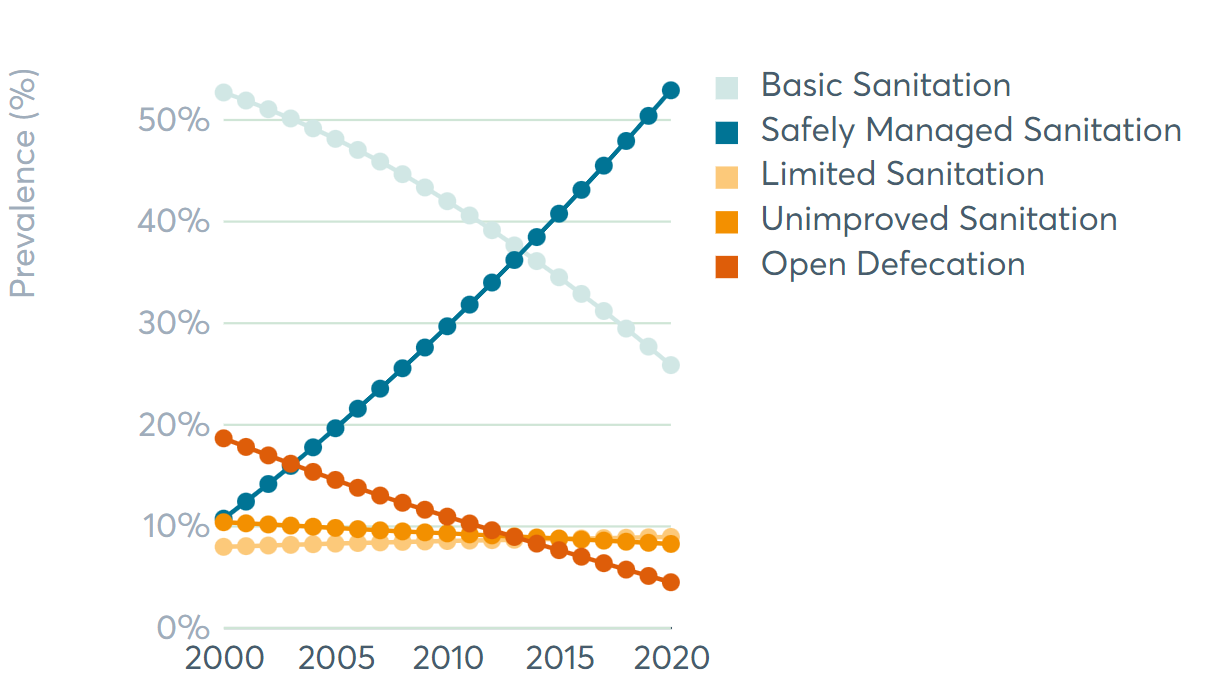 Prevalence (%)
50%
40%
30%
20%
10%
0%
2000 2005 2010 2015 2020
Basic Sanitation
Safely Managed Sanitation
Limited Sanitation
Unimproved Sanitation
Open Defecation